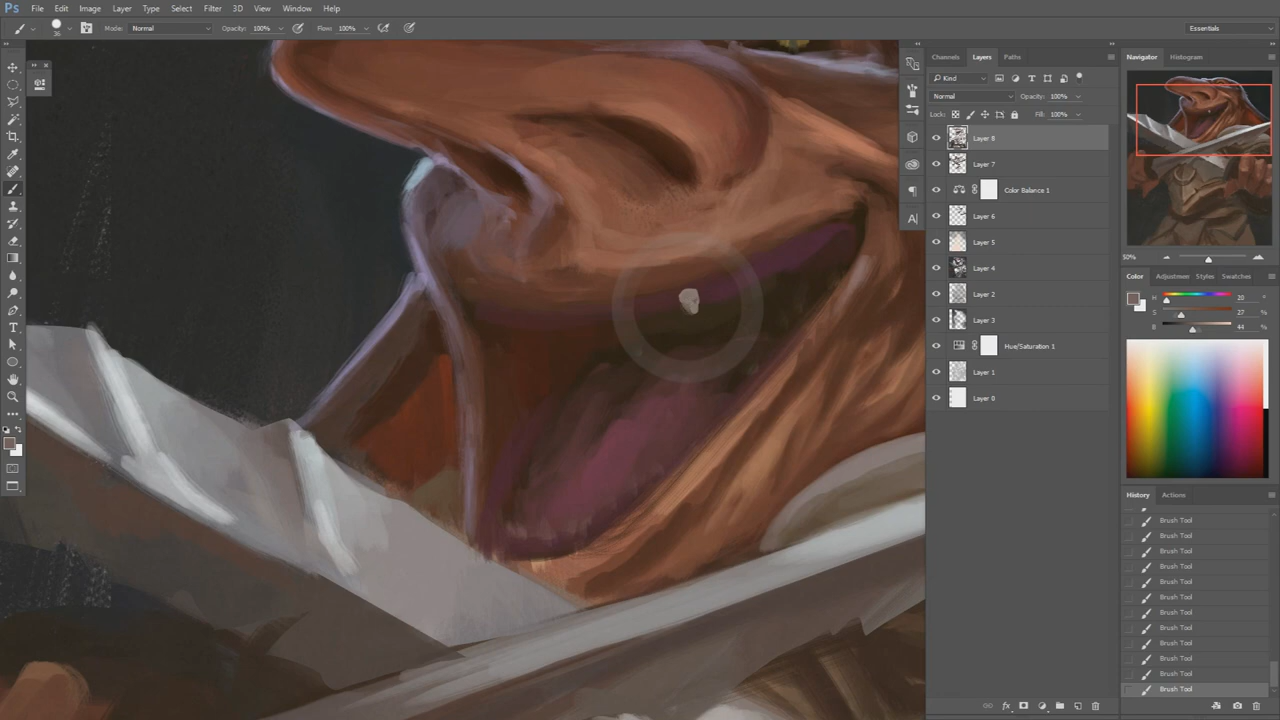 Ps File Edit Image Layer Type Select Filter 3D View Window Help
36 Mode: Normal Opacity: 100% Flow: 100% Essentials
Channels Layers Paths
Kind
Normal Opacity: 100%
Lock: Fill: 100%
Layer 8
Layer 7
Color Balance 1
Layer 6
Layer 5
Layer 4
Layer 2
Layer 3
Hue/Saturation 1
Layer 1
Layer 0
fx
Navigator Histogram
50%
Color Adjustmen Styles Swatches
H 20 °
S 27 %
B 44 %
History Actions
Brush Tool
Brush Tool
Brush Tool
Brush Tool
Brush Tool
Brush Tool
Brush Tool
Brush Tool
Brush Tool
Brush Tool
Brush Tool
Brush Tool